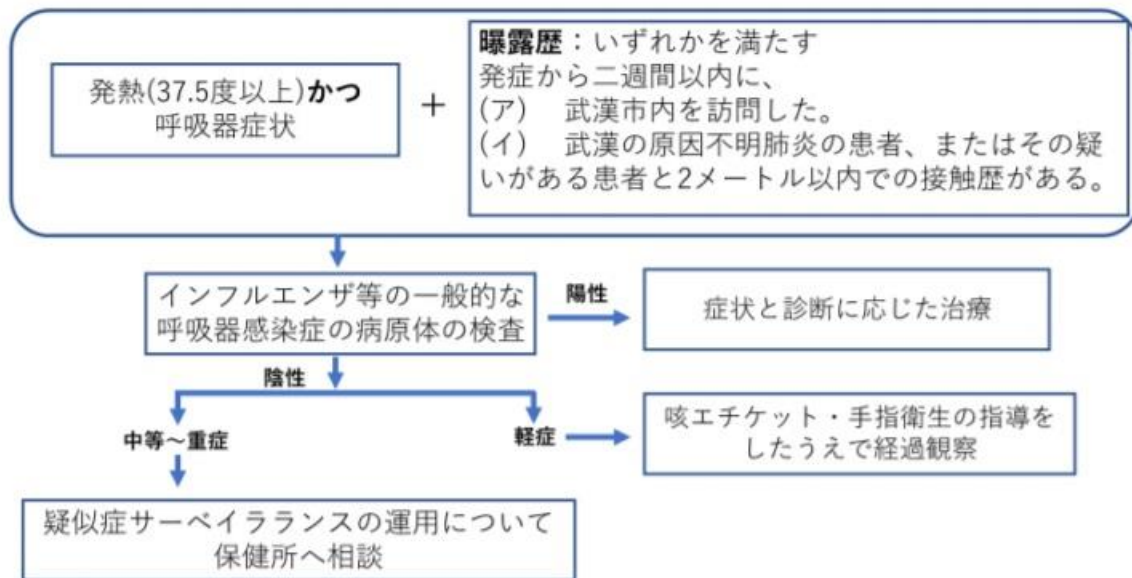 発熱(37.5度以上)かつ
呼吸器症状
+
曝露歴：いずれかを満たす
発症から二週間以内に、
(ア)　武漢市内を訪問した。
(イ)　武漢の原因不明肺炎の患者、またはその疑
いがある患者と2メートル以内での接触歴がある。
インフルエンザ等の一般的な
呼吸器感染症の病原体の検査
陽性
症状と診断に応じた治療
陰性
中等～重症
軽症
咳エチケット・手指衛生の指導を
したうえで経過観察
疑似症サーベイララランスの運用について
保健所へ相談